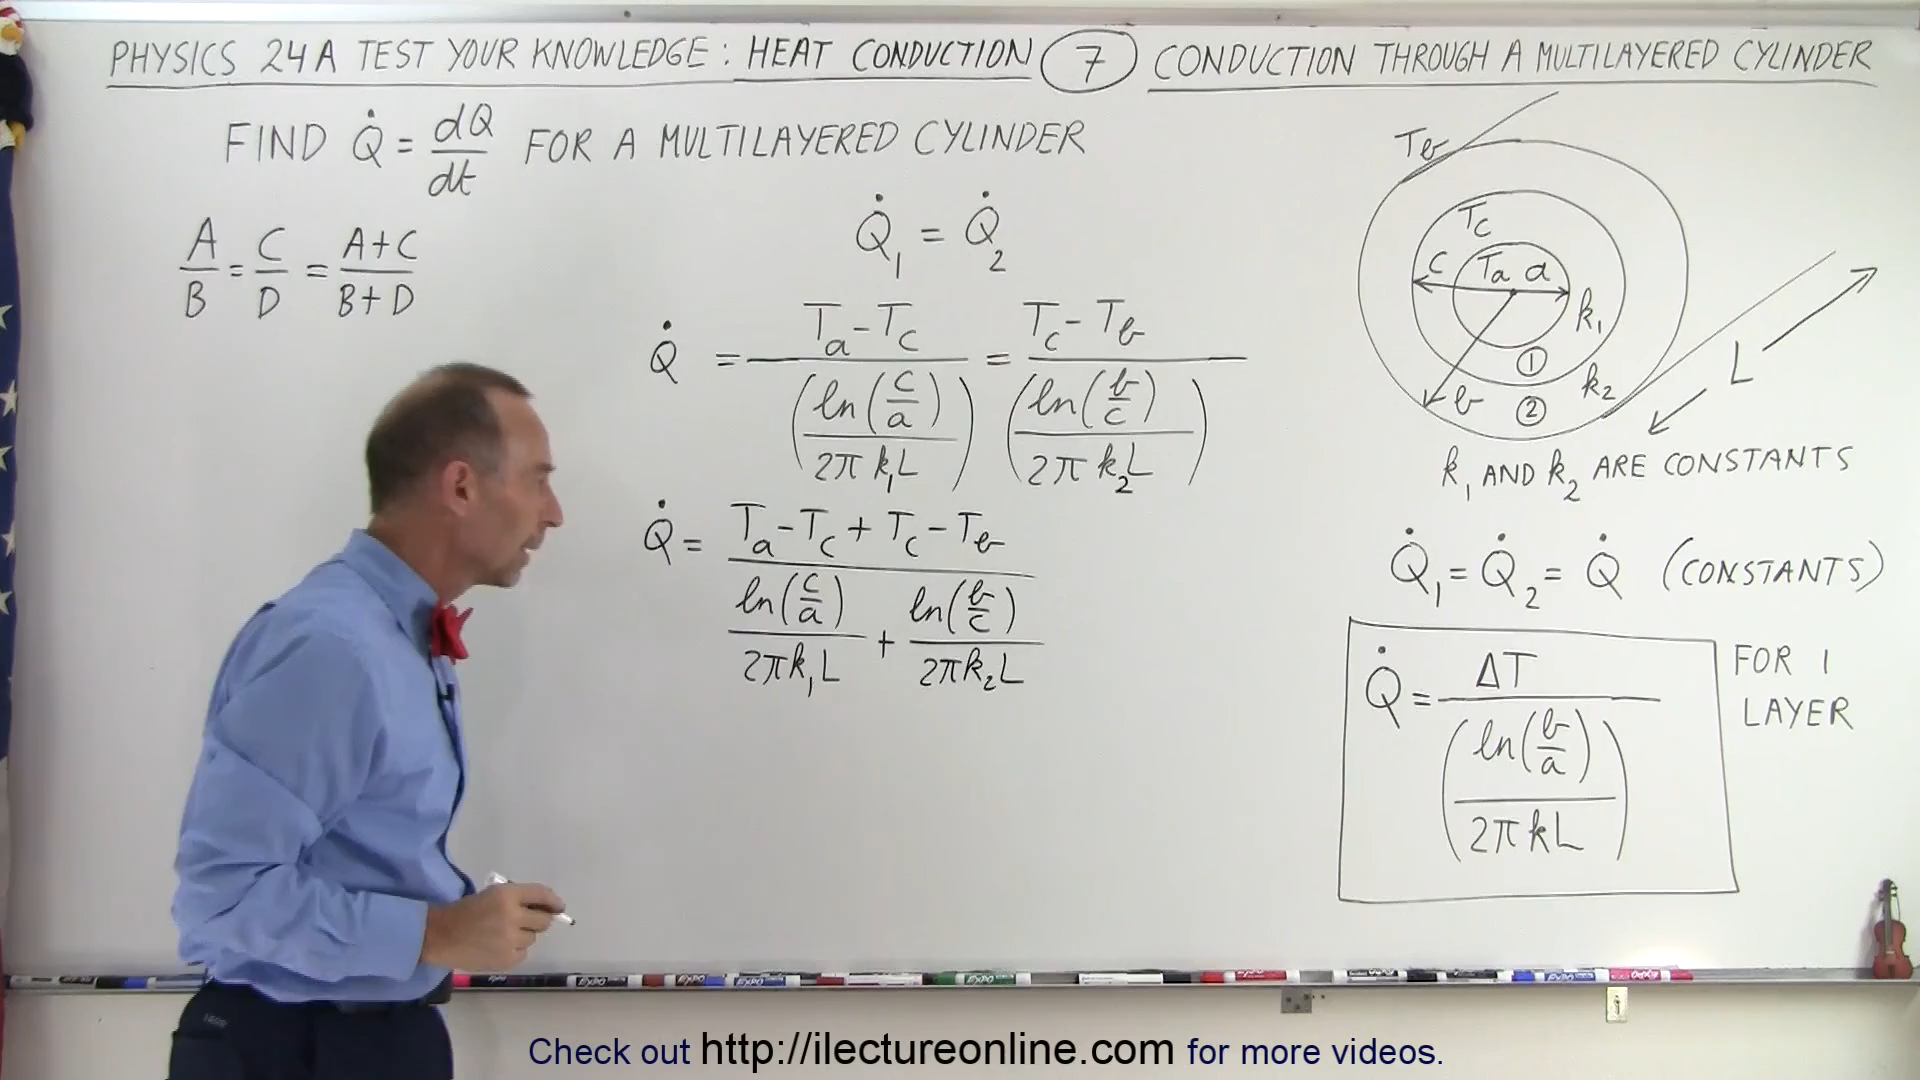 PHYSICS 24A TEST YOUR KNOWLEDGE: HEAT CONDUCTION 7 CONDUCTION THROUGH A MULTILAYERED CYLINDER
FIND Q̇ = dQ/dt FOR A MULTILAYERED CYLINDER
A/B = C/D = (A+C)/(B+D)
Q̇₁ = Q̇₂
Q̇ = (Ta - Tc)/(ln(c/a)/(2πk₁L)) = (Tc - Tb)/(ln(b/c)/(2πk₂L))
Q̇ = (Ta - Tc + Tc - Tb)/(ln(c/a)/(2πk₁L) + ln(b/c)/(2πk₂L))
Tb
Tc
c Ta a
k₁
①
k₂
b ②
L
k₁ AND k₂ ARE CONSTANTS
Q̇₁ = Q̇₂ = Q̇ (CONSTANTS)
Q̇ = ΔT/(ln(b/a)/(2πkL))
FOR 1
LAYER
Check out http://ilectureonline.com for more videos.